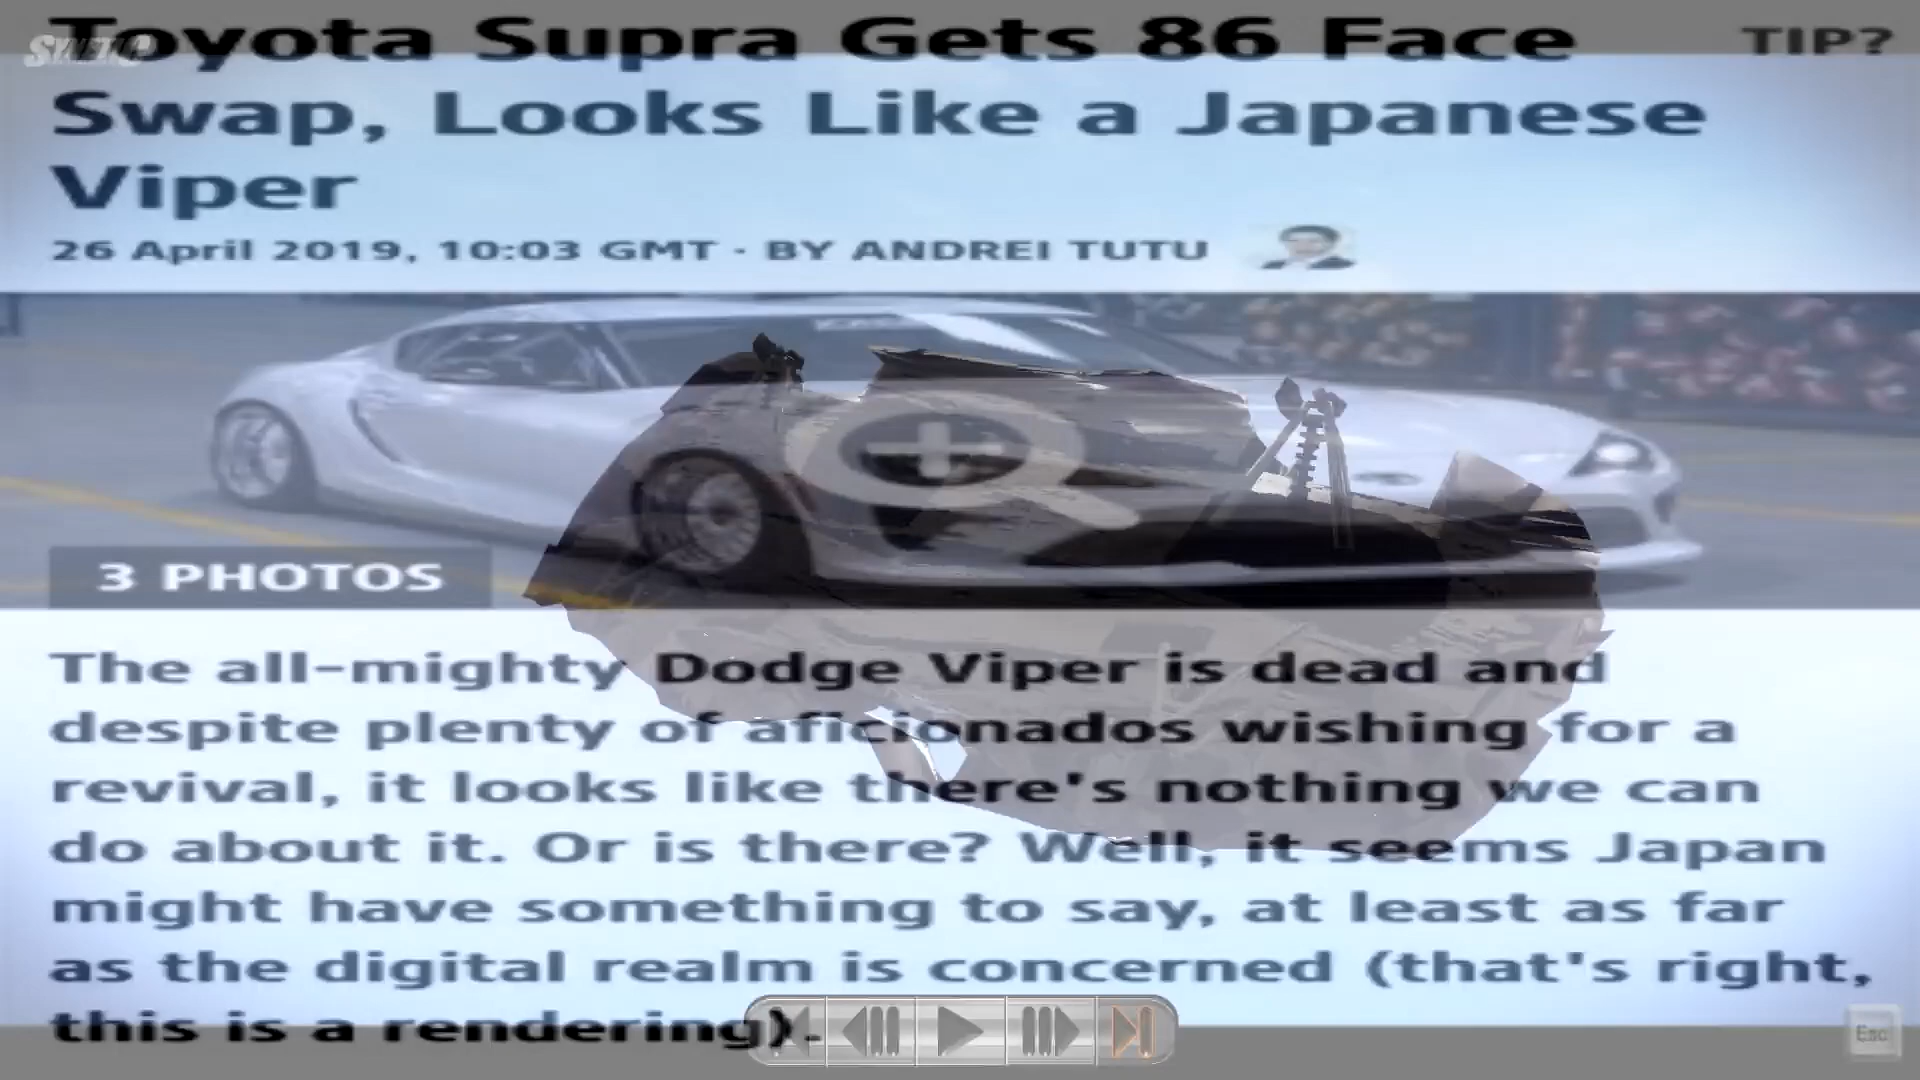 Toyota Supra Gets 86 Face
TIP?
SYNETIC
Swap, Looks Like a Japanese
Viper
26 April 2019, 10:03 GMT · BY ANDREI TUTU
3 PHOTOS
The all-mighty Dodge Viper is dead and
despite plenty of aficionados wishing for a
revival, it looks like there's nothing we can
do about it. Or is there? Well, it seems Japan
might have something to say, at least as far
as the digital realm is concerned (that's right,
this is a rendering).
Esc